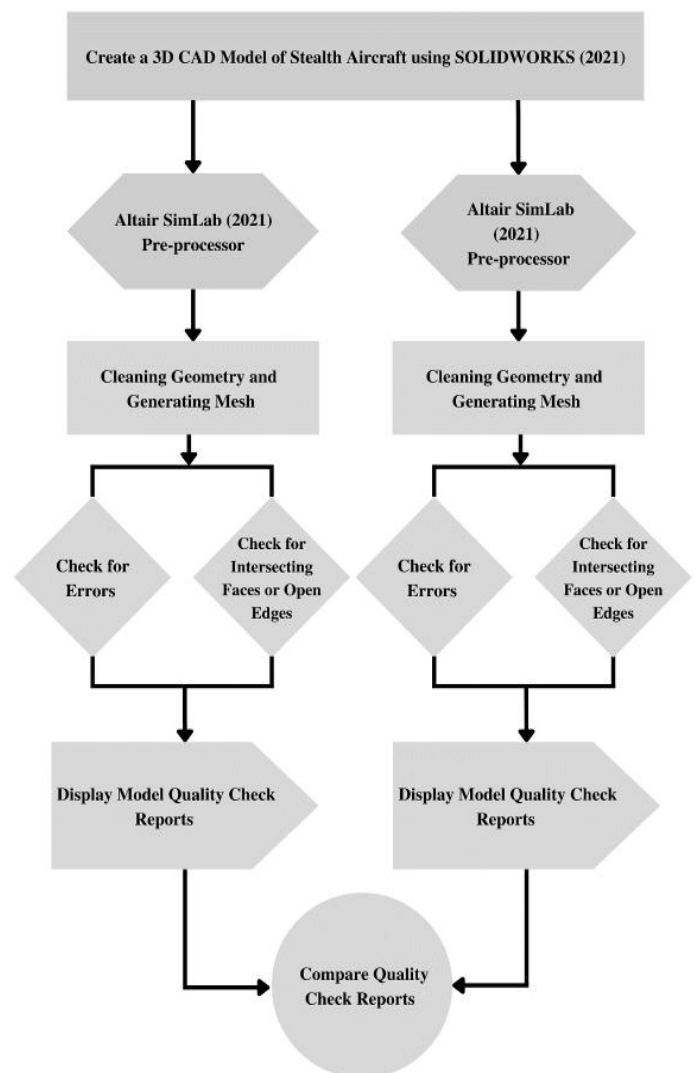 Create a 3D CAD Model of Stealth Aircraft using SOLIDWORKS (2021)
Altair SimLab (2021)
Pre-processor
Altair SimLab
(2021)
Pre-processor
Cleaning Geometry and
Generating Mesh
Cleaning Geometry and
Generating Mesh
Check for
Errors
Check for
Intersecting
Faces or Open
Edges
Check for
Errors
Check for
Intersecting
Faces or Open
Edges
Display Model Quality Check
Reports
Display Model Quality Check
Reports
Compare Quality
Check Reports